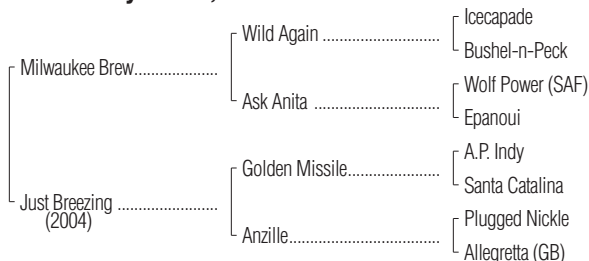 Icecapade
Wild Again
Bushel-n-Peck
Milwaukee Brew
Wolf Power (SAF)
Ask Anita
Epanoui
A.P. Indy
Golden Missile
Santa Catalina
Just Breezing
(2004)
Plugged Nickle
Anzille
Allegretta (GB)